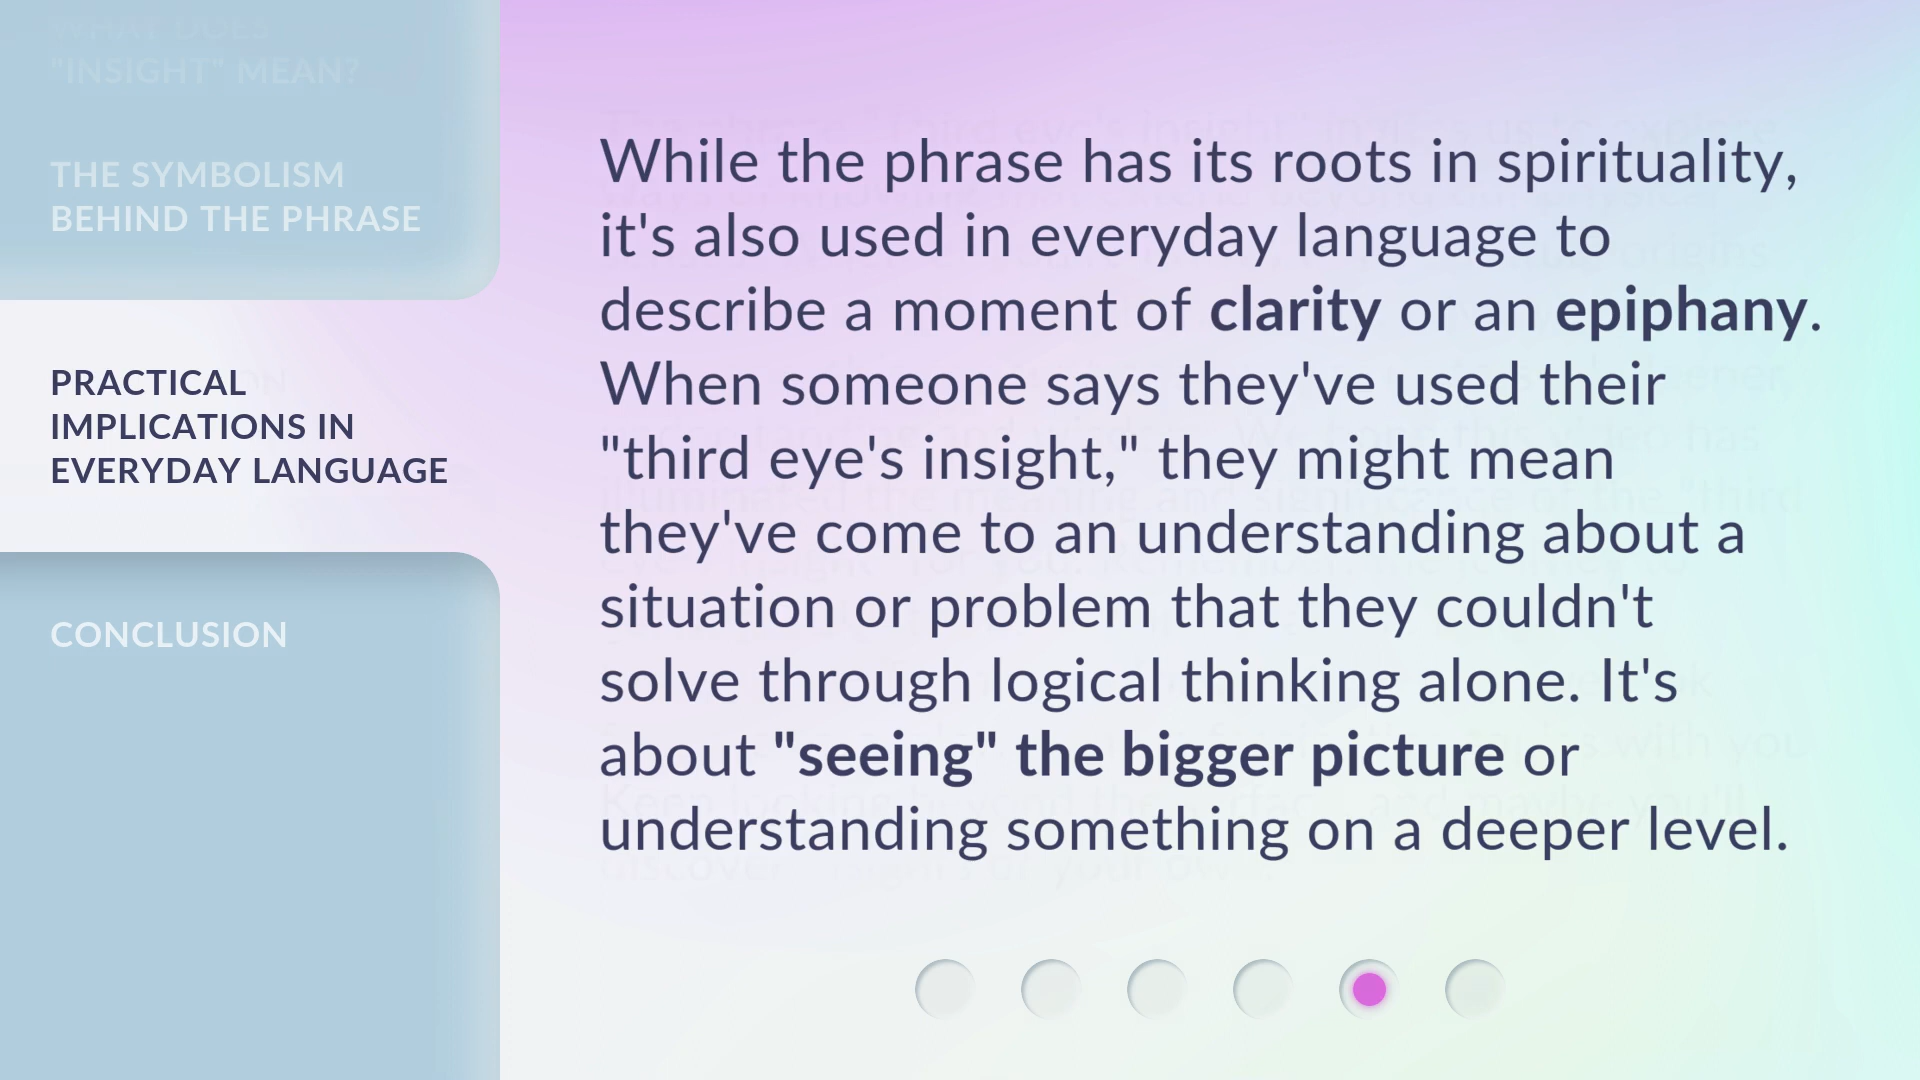 WHAT DOES
"INSIGHT" MEAN?
THE SYMBOLISM
BEHIND THE PHRASE
PRACTICAL
IMPLICATIONS IN
EVERYDAY LANGUAGE
CONCLUSION
While the phrase has its roots in spirituality,
it's also used in everyday language to
describe a moment of clarity or an epiphany.
When someone says they've used their
"third eye's insight," they might mean
they've come to an understanding about a
situation or problem that they couldn't
solve through logical thinking alone. It's
about "seeing" the bigger picture or
understanding something on a deeper level.